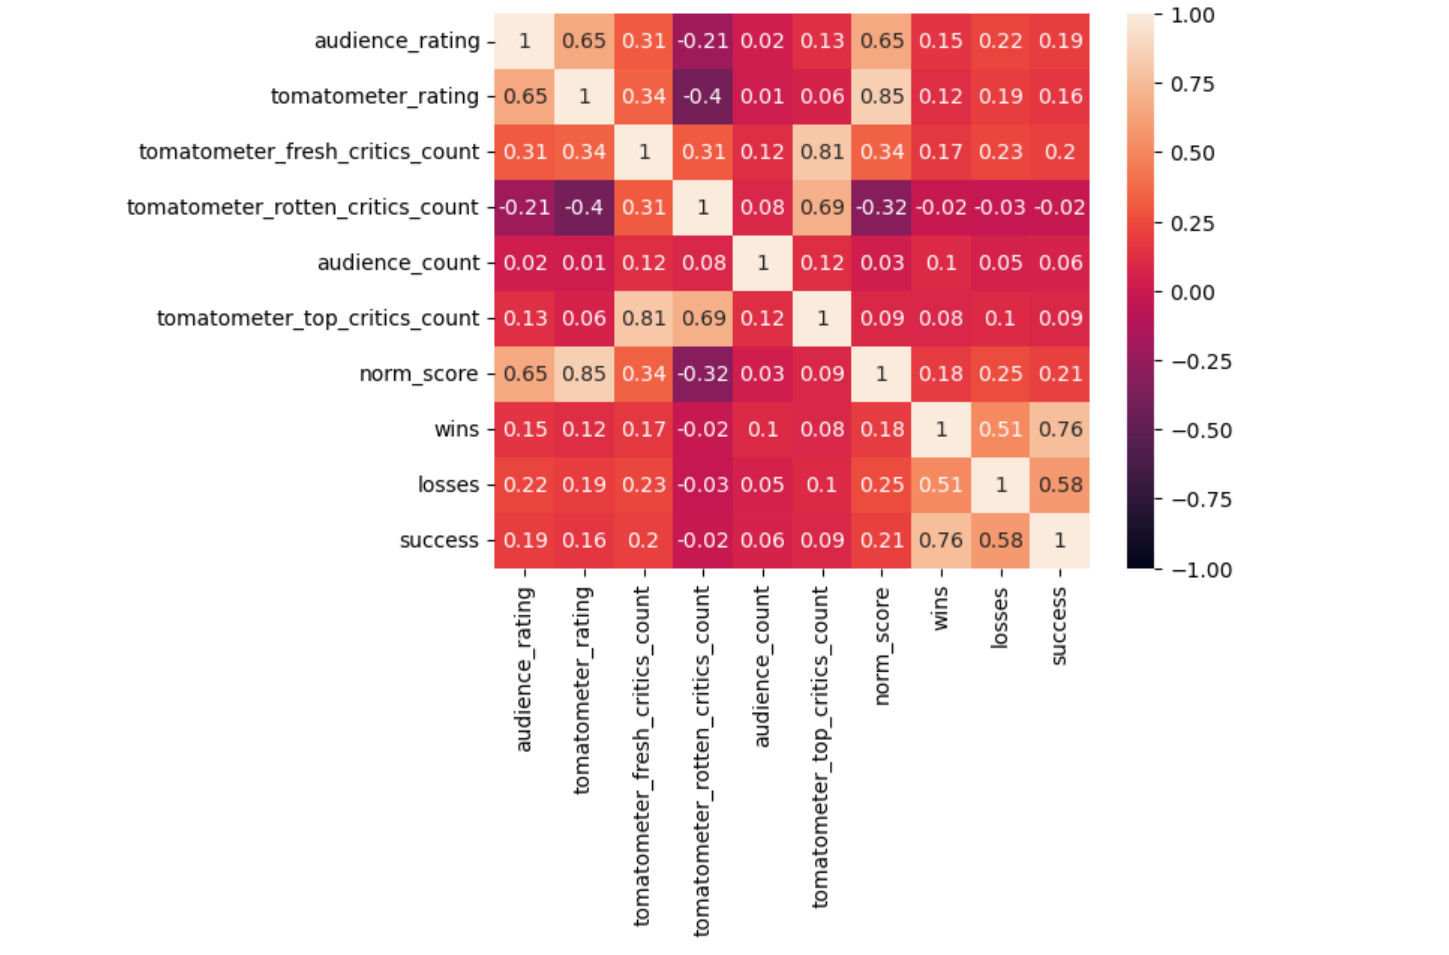 audience_rating 1 0.65 0.31 -0.21 0.02 0.13 0.65 0.15 0.22 0.19
tomatometer_rating 0.65 1 0.34 -0.4 0.01 0.06 0.85 0.12 0.19 0.16
tomatometer_fresh_critics_count 0.31 0.34 1 0.31 0.12 0.81 0.34 0.17 0.23 0.2
tomatometer_rotten_critics_count -0.21 -0.4 0.31 1 0.08 0.69 -0.32 -0.02 -0.03 -0.02
audience_count 0.02 0.01 0.12 0.08 1 0.12 0.03 0.1 0.05 0.06
tomatometer_top_critics_count 0.13 0.06 0.81 0.69 0.12 1 0.09 0.08 0.1 0.09
norm_score 0.65 0.85 0.34 -0.32 0.03 0.09 1 0.18 0.25 0.21
wins 0.15 0.12 0.17 -0.02 0.1 0.08 0.18 1 0.51 0.76
losses 0.22 0.19 0.23 -0.03 0.05 0.1 0.25 0.51 1 0.58
success 0.19 0.16 0.2 -0.02 0.06 0.09 0.21 0.76 0.58 1
audience_rating
tomatometer_rating
tomatometer_fresh_critics_count
tomatometer_rotten_critics_count
audience_count
tomatometer_top_critics_count
norm_score
wins
losses
success
1.00
0.75
0.50
0.25
0.00
−0.25
−0.50
−0.75
−1.00